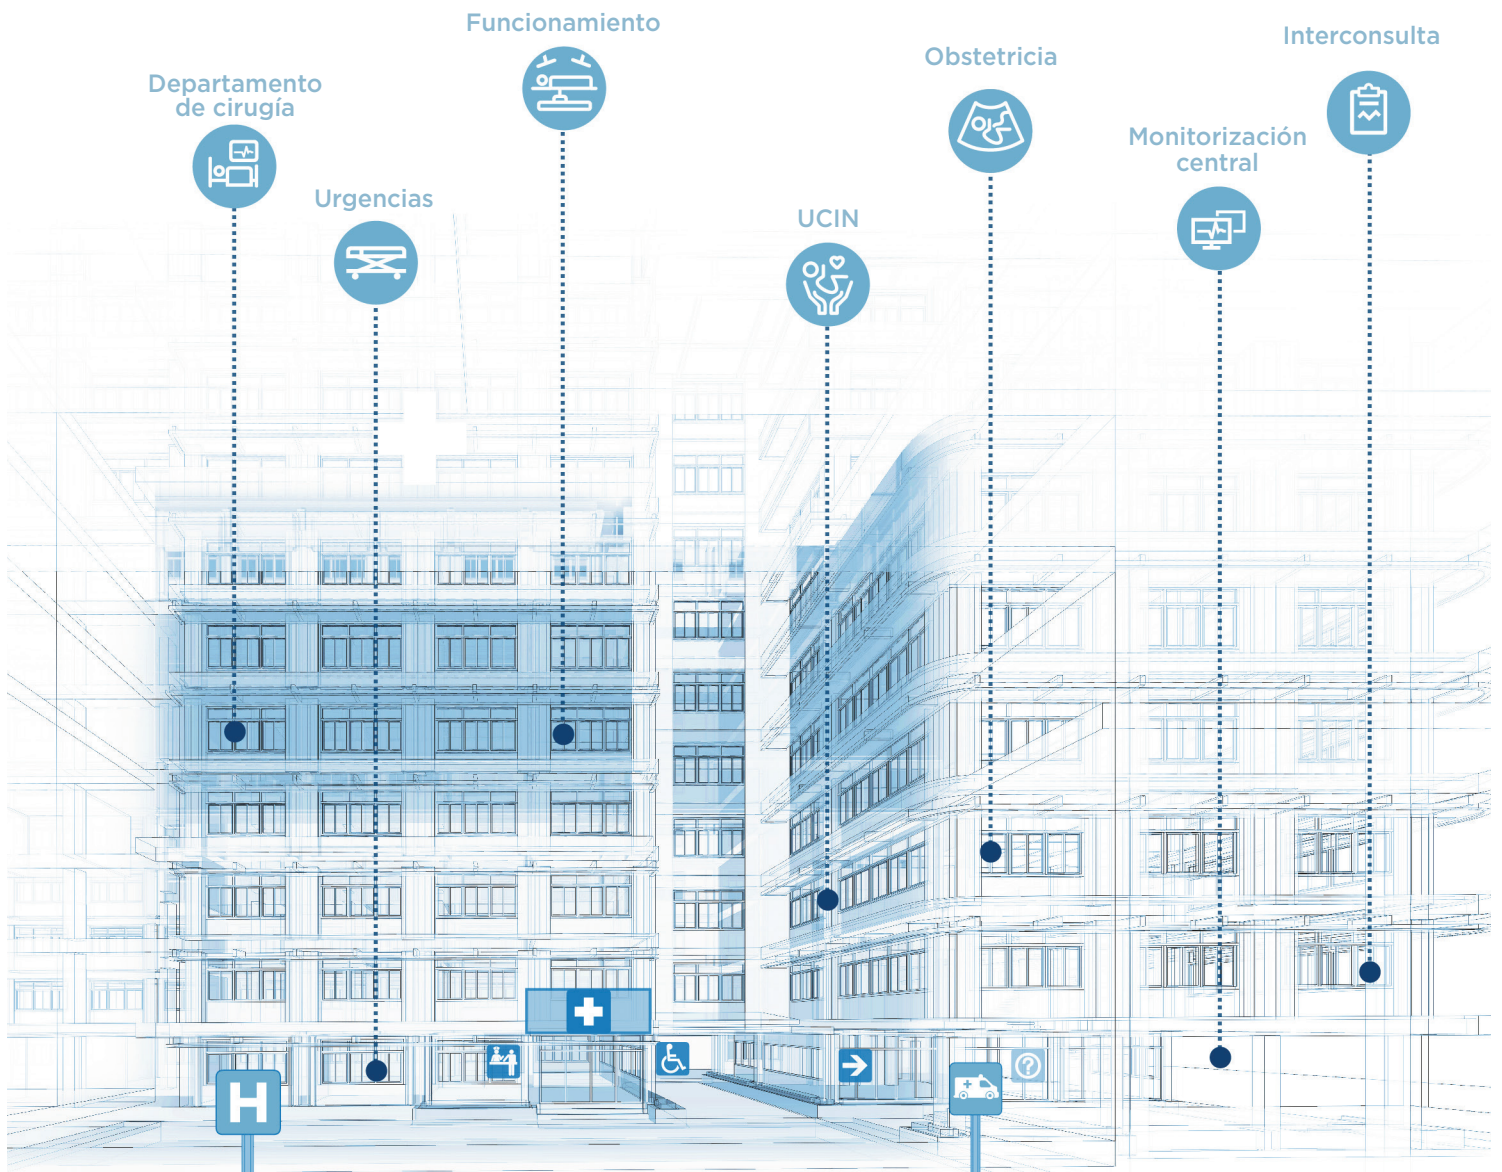 Funcionamiento
Interconsulta
Obstetricia
Departamento
de cirugía
Monitorización
central
Urgencias
UCIN
H